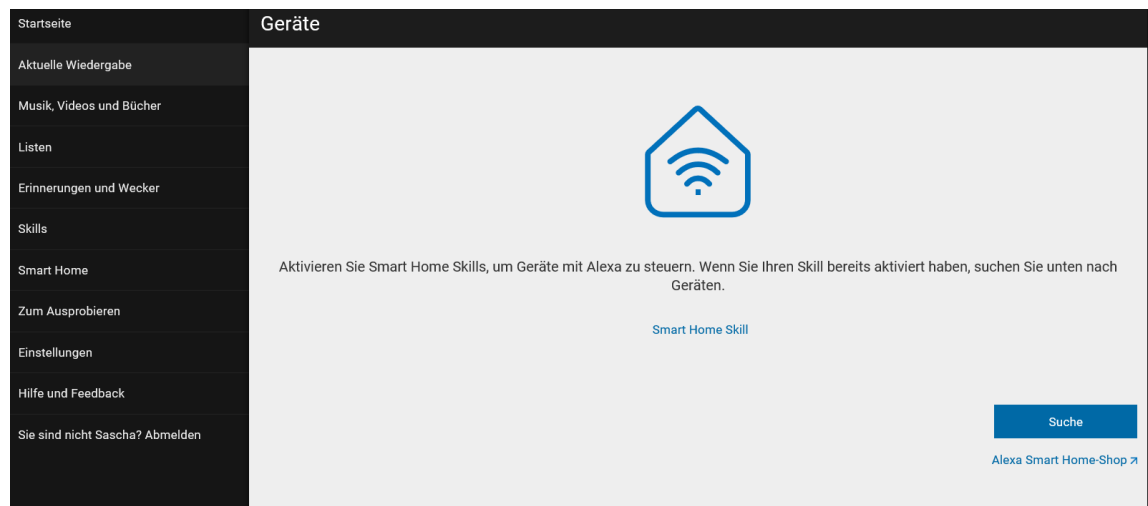 Startseite
Geräte
Aktuelle Wiedergabe
Musik, Videos und Bücher
Listen
Erinnerungen und Wecker
Skills
Smart Home
Zum Ausprobieren
Einstellungen
Hilfe und Feedback
Sie sind nicht Sascha? Abmelden
Aktivieren Sie Smart Home Skills, um Geräte mit Alexa zu steuern. Wenn Sie Ihren Skill bereits aktiviert haben, suchen Sie unten nach
Geräten.
Smart Home Skill
Suche
Alexa Smart Home-Shop